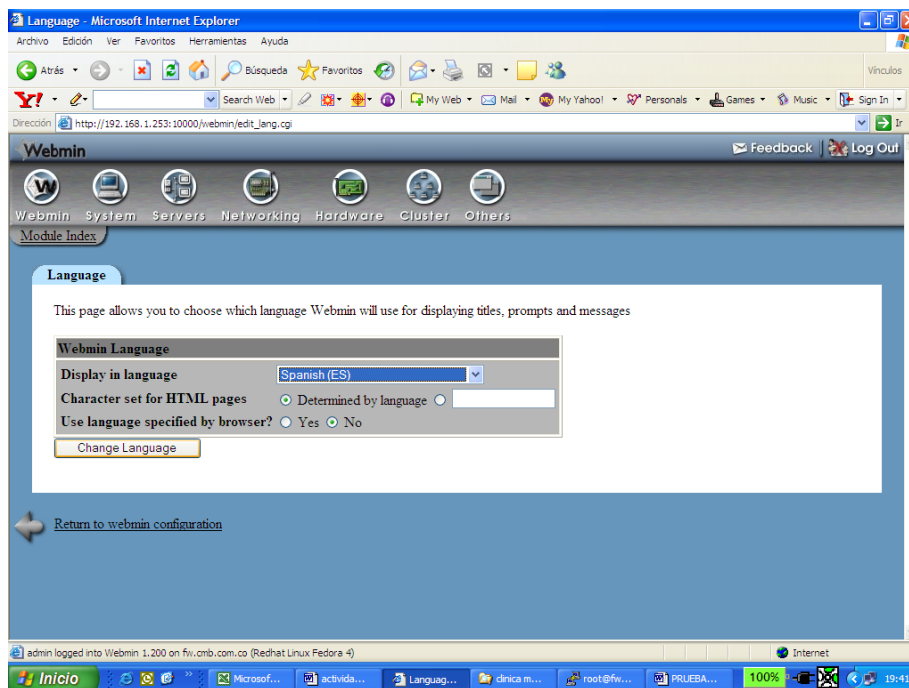 Language - Microsoft Internet Explorer
Archivo Edición Ver Favoritos Herramientas Ayuda
Atrás Búsqueda Favoritos Vínculos
Y! Search Web My Web Mail My Yahoo! Personals Games Music Sign In
Dirección http://192.168.1.253:10000/webmin/edit_lang.cgi Ir
Webmin Feedback Log Out
Webmin System Servers Networking Hardware Cluster Others
Module Index
Language
This page allows you to choose which language Webmin will use for displaying titles, prompts and messages
Webmin Language
Display in language Spanish (ES)
Character set for HTML pages Determined by language
Use language specified by browser? Yes No
Change Language
Return to webmin configuration
admin logged into Webmin 1.200 on fw.cmb.com.co (Redhat Linux Fedora 4) Internet
Inicio Microsof... activida... Languag... clinica m... root@fw... PRUEBA... 100% 19:41